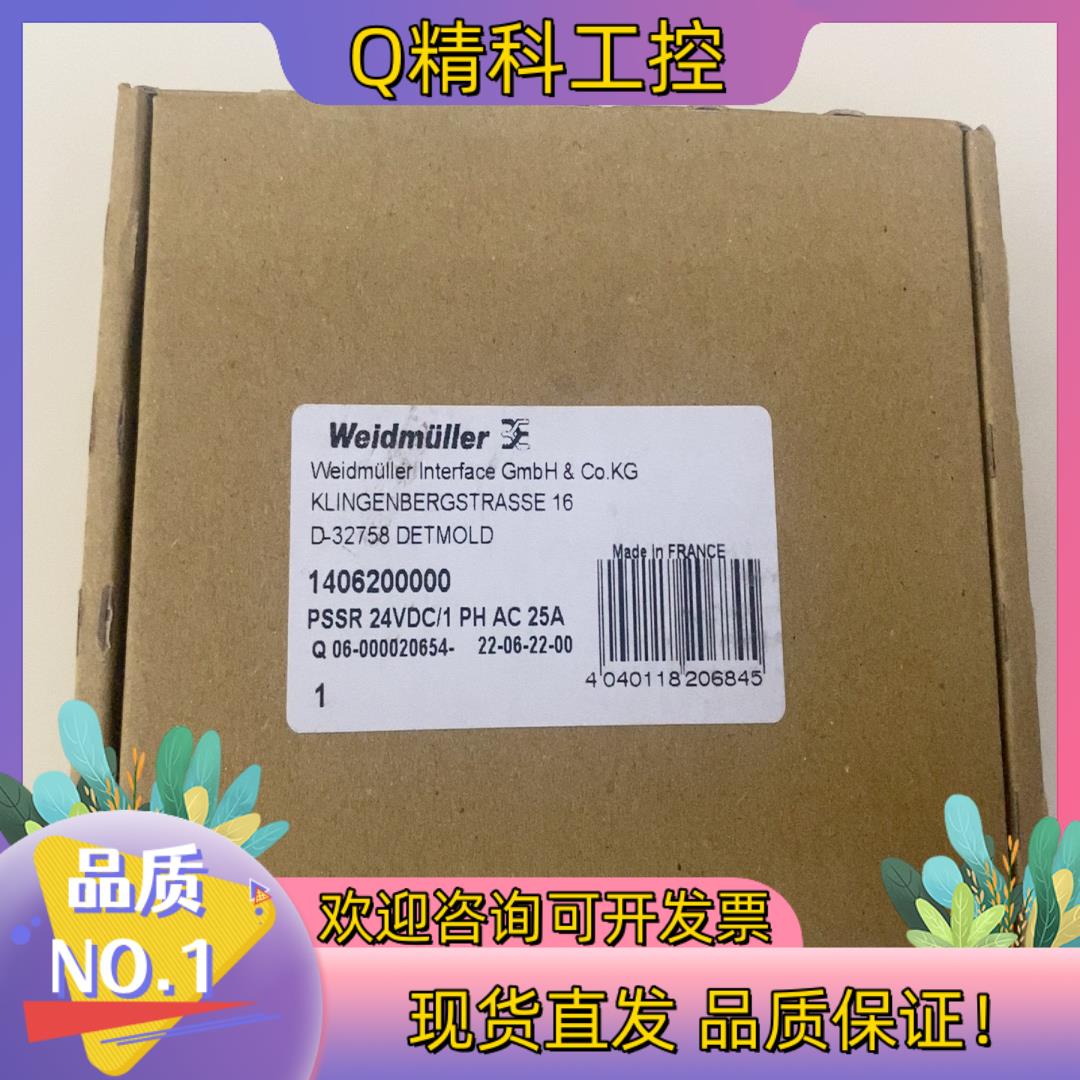 Q精科工控
Weidmüller
Weidmüller Interface GmbH & Co.KG
KLINGENBERGSTRASSE 16
D-32758 DETMOLD
Made in FRANCE
1406200000
PSSR 24VDC/1 PH AC 25A
Q 06-000020654- 22-06-22-00
4 040118 206845
1
品质
NO.1
欢迎咨询可开发票
现货直发 品质保证!